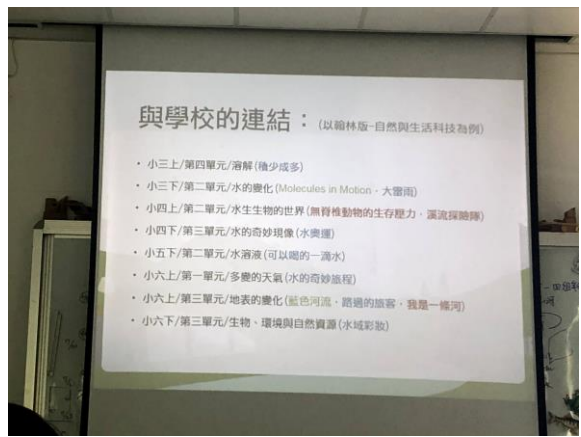 與學校的連結：(以翰林版-自然與生活科技為例)
• 小三上/第四單元/溶解(積少成多)
• 小三下/第二單元/水的變化(Molecules in Motion、大雷雨)
• 小四上/第二單元/水生生物的世界(無脊椎動物的生存壓力、溪流探險隊)
• 小四下/第三單元/水的奇妙現像(水奧運)
• 小五下/第二單元/水溶液(可以喝的一滴水)
• 小六上/第一單元/多變的天氣(水的奇妙旅程)
• 小六上/第三單元/地表的變化(藍色河流、路過的旅客、我是一條河)
• 小六下/第三單元/生物、環境與自然資源(水域彩妝)